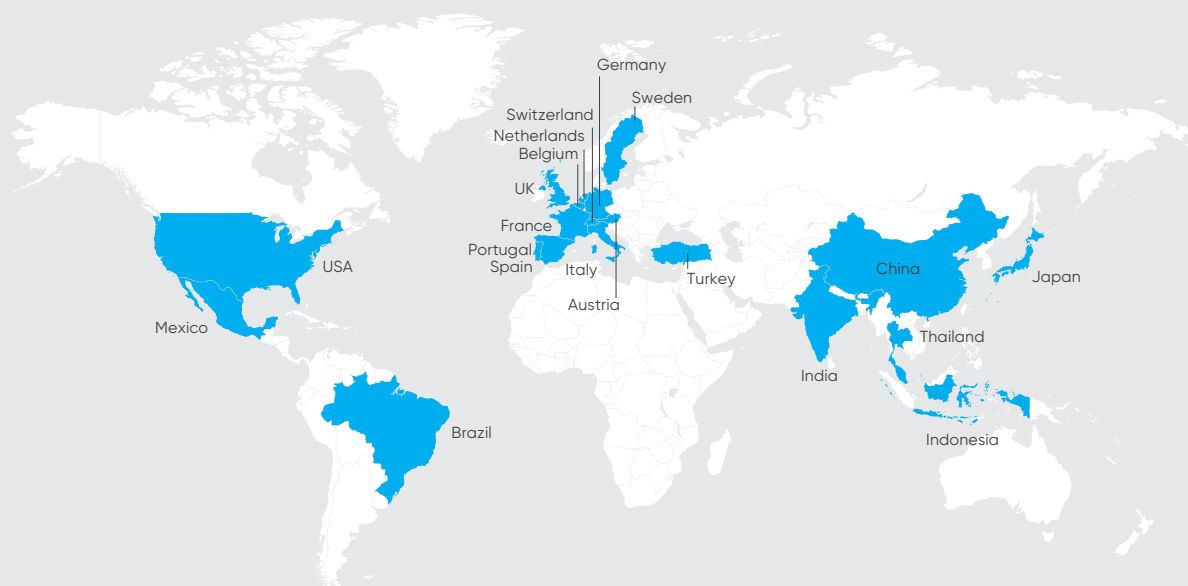 Germany
Sweden
Switzerland
Netherlands
Belgium
UK
France
Portugal
Spain
Italy
Austria
Turkey
USA
Mexico
Brazil
China
Japan
Thailand
India
Indonesia